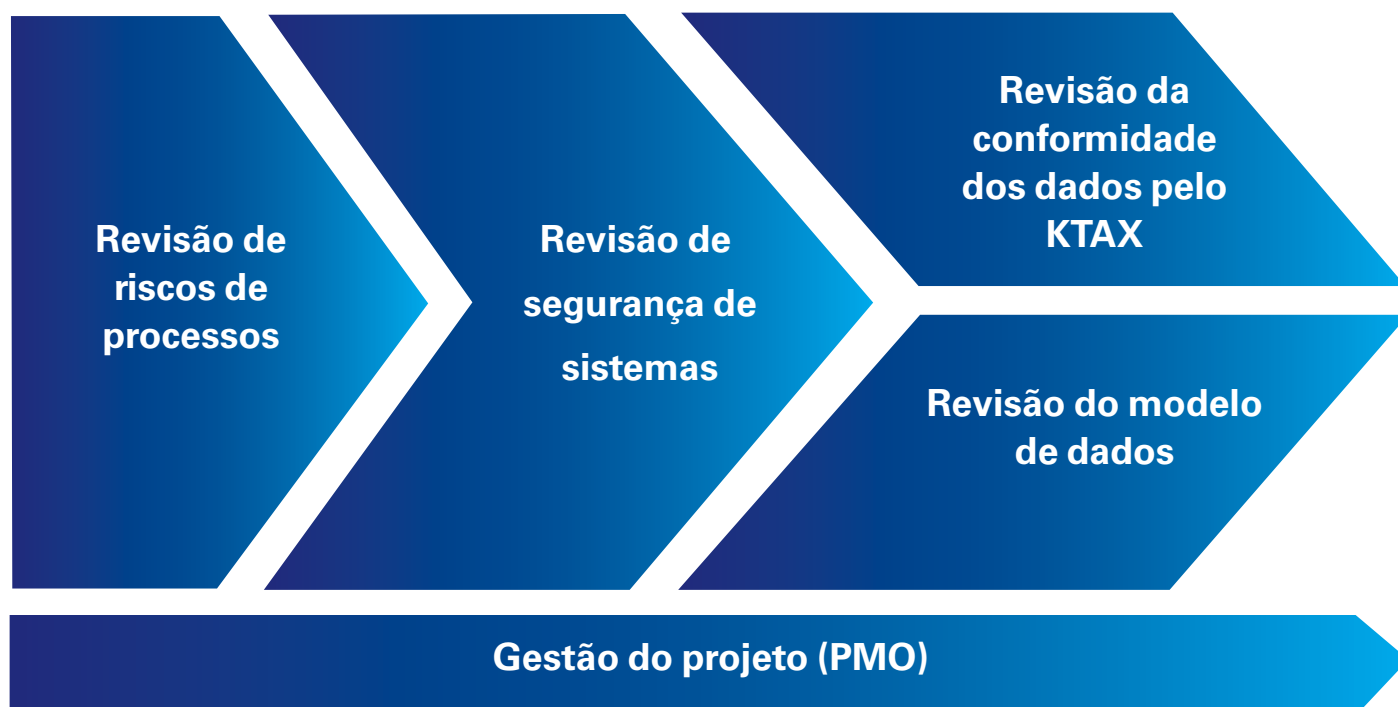 Revisão de
riscos de
processos
Revisão de
segurança de
sistemas
Revisão da
conformidade
dos dados pelo
KTAX
Revisão do modelo
de dados
Gestão do projeto (PMO)